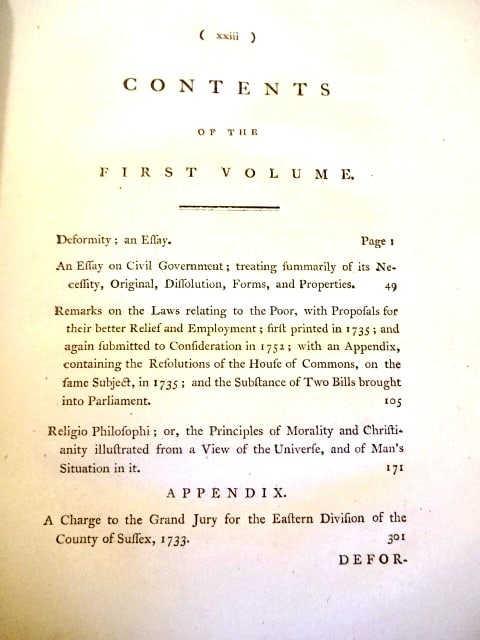 ( xxiii )
CONTENTS
OF THE
FIRST VOLUME.
Deformity; an Eſſay. Page 1
An Eſſay on Civil Government; treating ſummarily of its Ne-
ceſſity, Original, Diſſolution, Forms, and Properties. 49
Remarks on the Laws relating to the Poor, with Propoſals for
their better Relief and Employment; firſt printed in 1735; and
again ſubmitted to Conſideration in 1752; with an Appendix,
containing the Reſolutions of the Houſe of Commons, on the
ſame Subject, in 1735; and the Subſtance of Two Bills brought
into Parliament. 105
Religio Philoſophi; or, the Principles of Morality and Chriſti-
anity illuſtrated from a View of the Univerſe, and of Man's
Situation in it. 171
APPENDIX.
A Charge to the Grand Jury for the Eaſtern Diviſion of the
County of Suſſex, 1733. 301
DEFOR-